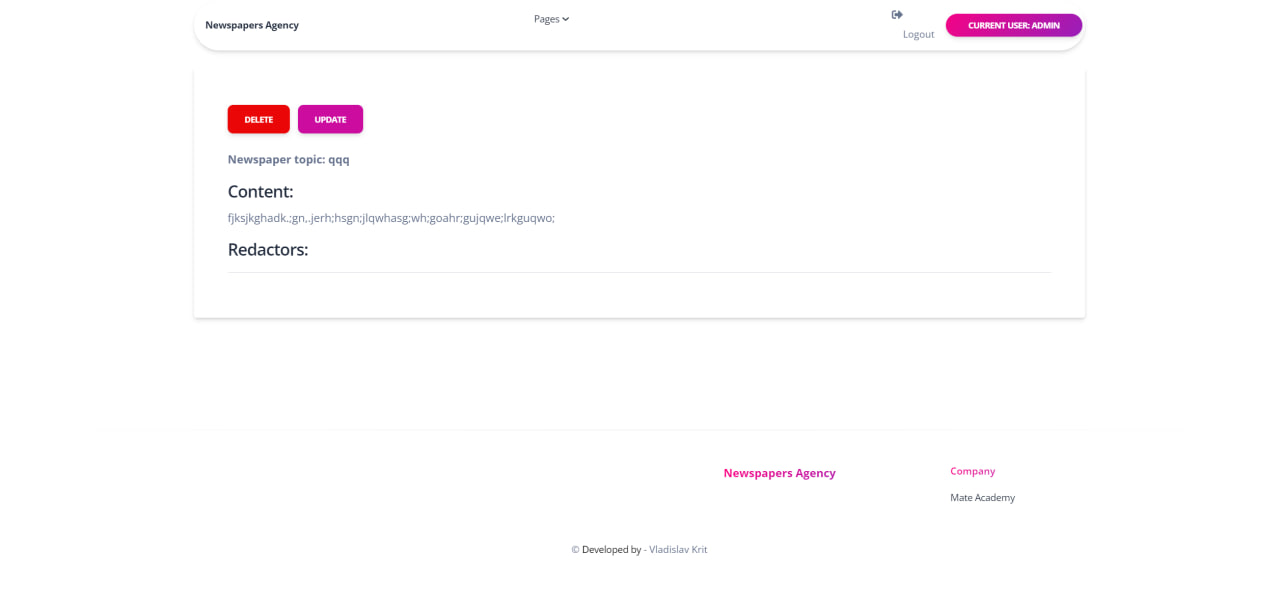 Newspapers Agency
Pages
Logout
CURRENT USER: ADMIN
DELETE
UPDATE
Newspaper topic: qqq
Content:
fjksjkghadk.;gn,.jerh;hsgn;jlqwhasg;wh;goahr;gujqwe;lrkguqwo;
Redactors:
Newspapers Agency
Company
Mate Academy
© Developed by - Vladislav Krit